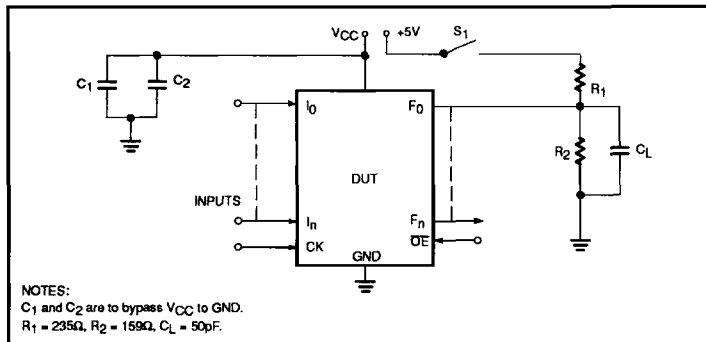 VCC +5V S1
C1 C2 R1
I0 F0
R2 CL
DUT
INPUTS
In Fn
CK OE
GND
NOTES:
C1 and C2 are to bypass VCC to GND.
R1 = 235Ω, R2 = 159Ω, CL = 50pF.